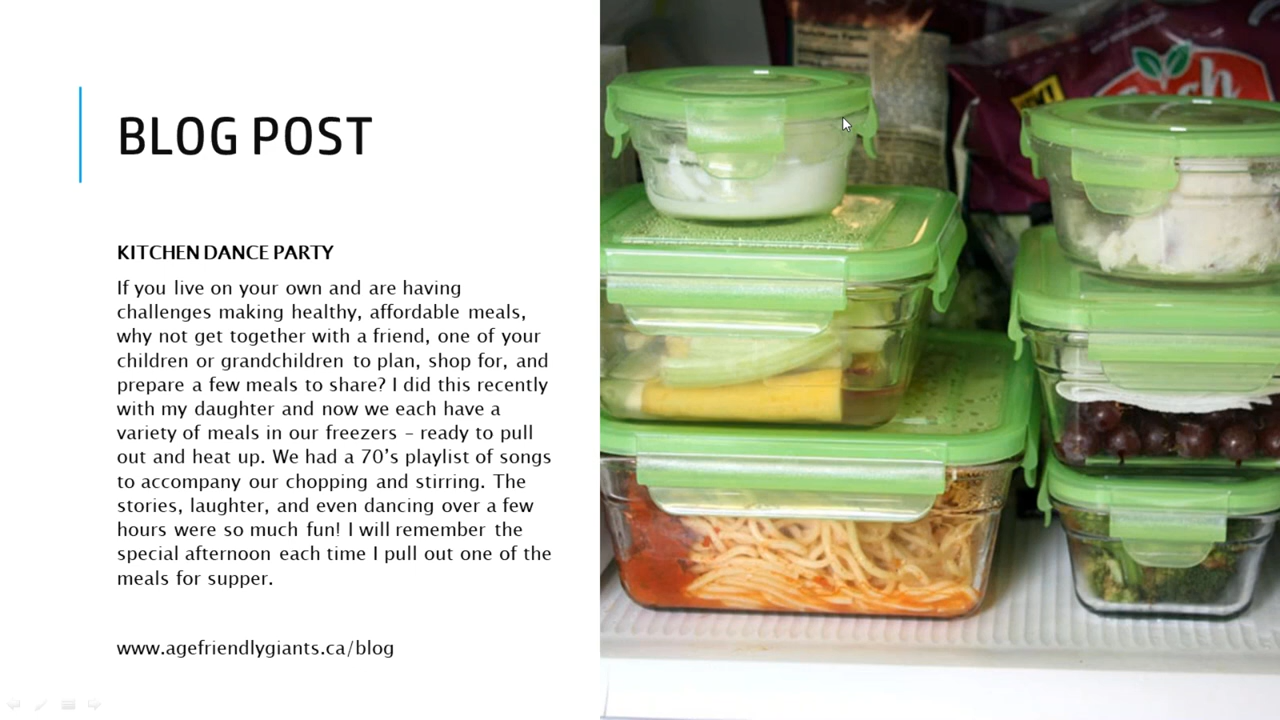 BLOG POST
KITCHEN DANCE PARTY
If you live on your own and are having
challenges making healthy, affordable meals,
why not get together with a friend, one of your
children or grandchildren to plan, shop for, and
prepare a few meals to share? I did this recently
with my daughter and now we each have a
variety of meals in our freezers – ready to pull
out and heat up. We had a 70’s playlist of songs
to accompany our chopping and stirring. The
stories, laughter, and even dancing over a few
hours were so much fun! I will remember the
special afternoon each time I pull out one of the
meals for supper.
www.agefriendlygiants.ca/blog
Nutrition Facts